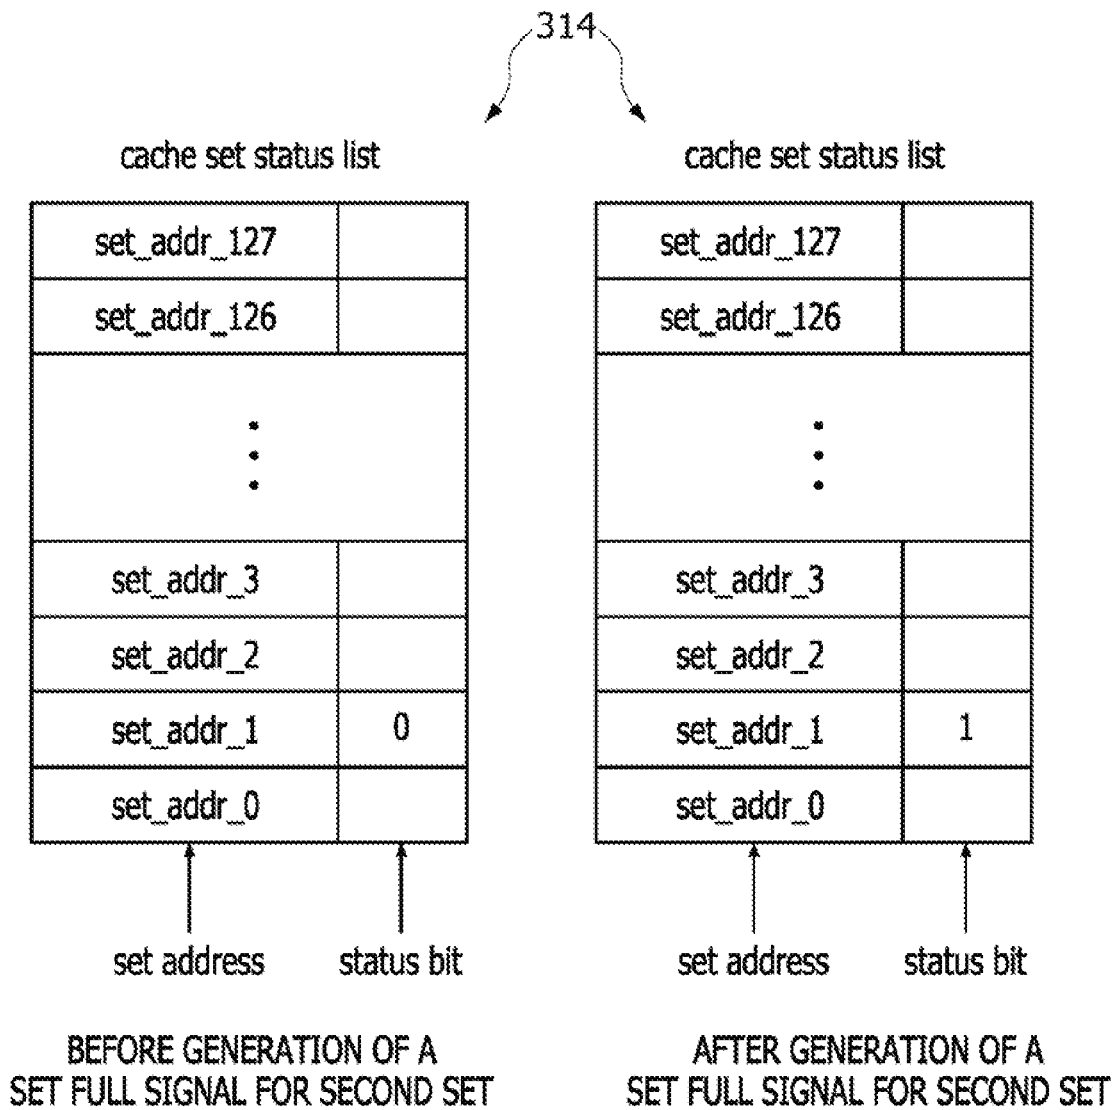 314
cache set status list
set_addr_127
set_addr_126
set_addr_3
set_addr_2
set_addr_1 0
set_addr_0
set address status bit
BEFORE GENERATION OF A
SET FULL SIGNAL FOR SECOND SET
cache set status list
set_addr_127
set_addr_126
set_addr_3
set_addr_2
set_addr_1 1
set_addr_0
set address status bit
AFTER GENERATION OF A
SET FULL SIGNAL FOR SECOND SET